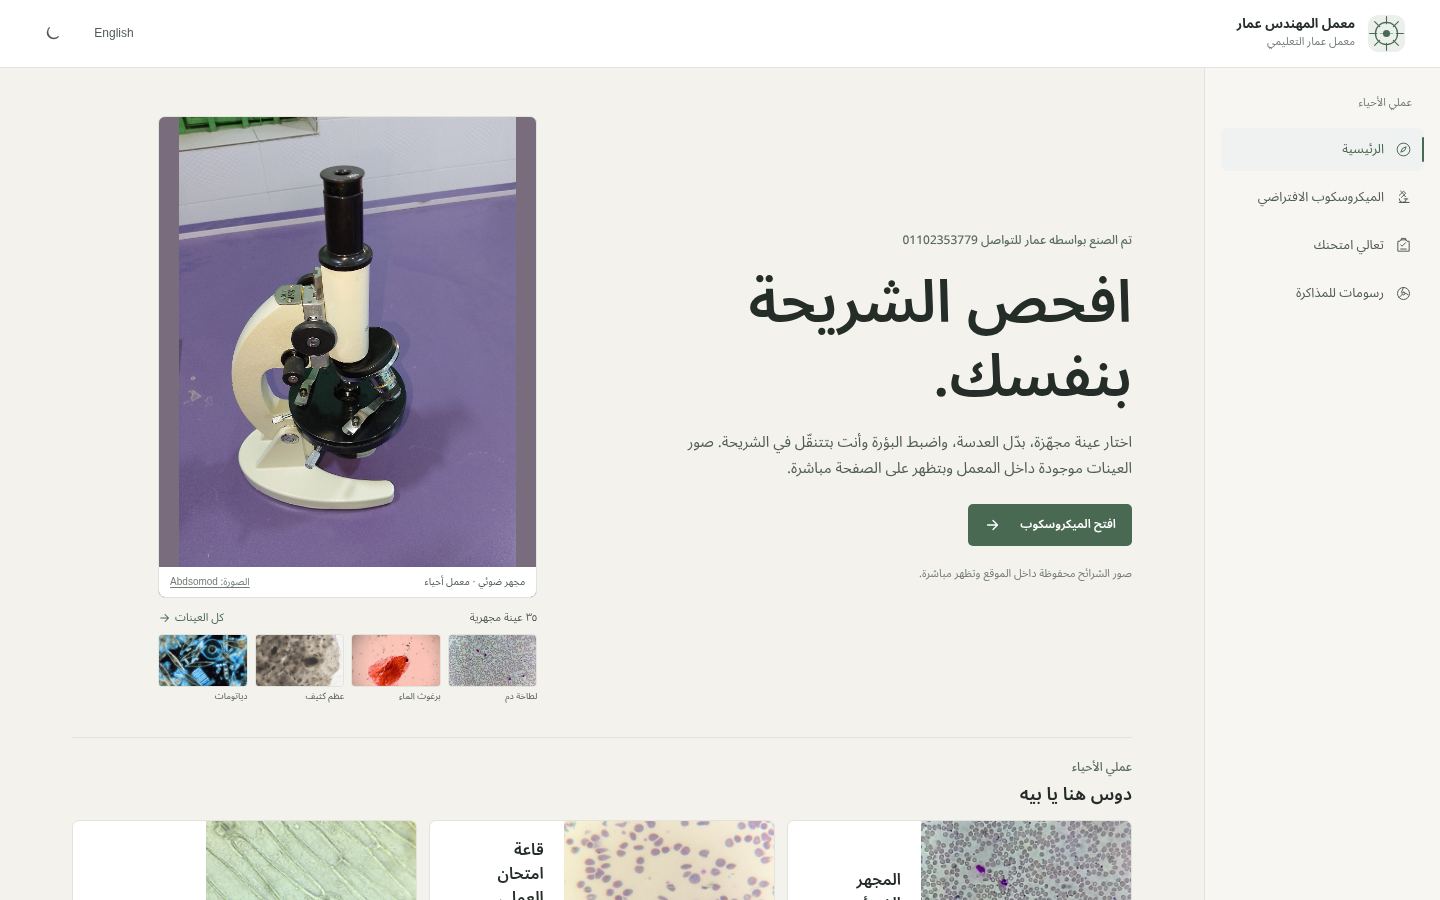 معمل المهندس عمار
معمل عمار التعليمي
English
عملي الأحياء
الرئيسية
الميكروسكوب الافتراضي
تعالي امتحنك
رسومات للمذاكرة
تم الصنع بواسطه عمار للتواصل 01102353779
افحص الشريحة
بنفسك.
اختار عينة مجهّزة، بدّل العدسة، واضبط البؤرة وأنت بتتنقّل في الشريحة. صور
العينات موجودة داخل المعمل وبتظهر على الصفحة مباشرة.
افتح الميكروسكوب
صور الشرائح محفوظة داخل الموقع وتظهر مباشرة.
مجهر ضوئي · معمل أحياء
الصورة: Abdsomod
٣٥ عينة مجهرية
كل العينات
لطاخة دم
برغوث الماء
عظم كثيف
دياتومات
عملي الأحياء
دوس هنا يا بيه
المجهر
قاعة
امتحان
العملي